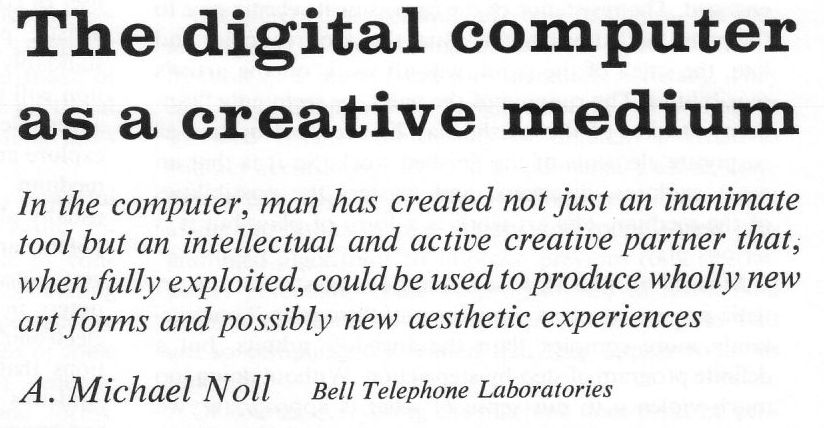 The digital computer
as a creative medium
In the computer, man has created not just an inanimate
tool but an intellectual and active creative partner that,
when fully exploited, could be used to produce wholly new
art forms and possibly new aesthetic experiences
A. Michael Noll Bell Telephone Laboratories